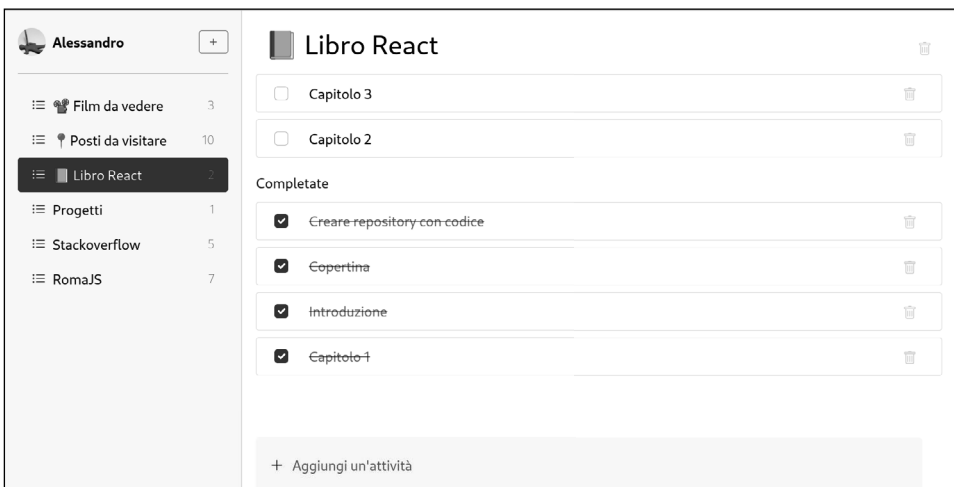 Alessandro
+
Film da vedere 3
Posti da visitare 10
Libro React 2
Progetti 1
Stackoverflow 5
RomaJS 7
Libro React
Capitolo 3
Capitolo 2
Completate
Creare repository con codice
Copertina
Introduzione
Capitolo 1
+ Aggiungi un'attività